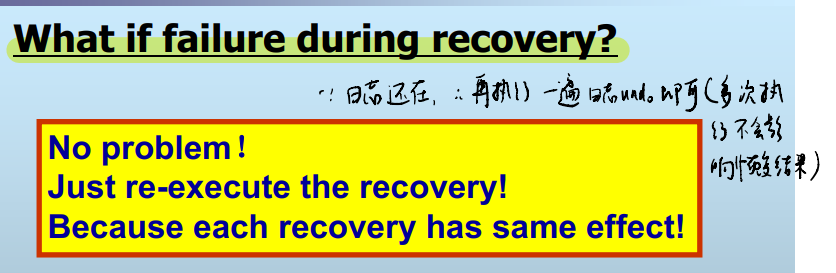 What if failure during recovery?
∵ 日志还在, ∴ 再执行 一遍 日志undo 即可(多次执
行不会影
响恢复结果)
No problem！
Just re-execute the recovery!
Because each recovery has same effect!